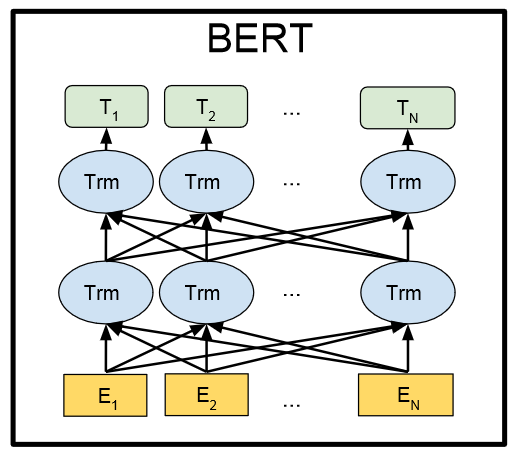 BERT
T1 T2 ... TN
Trm Trm ... Trm
Trm Trm ... Trm
E1 E2 ... EN